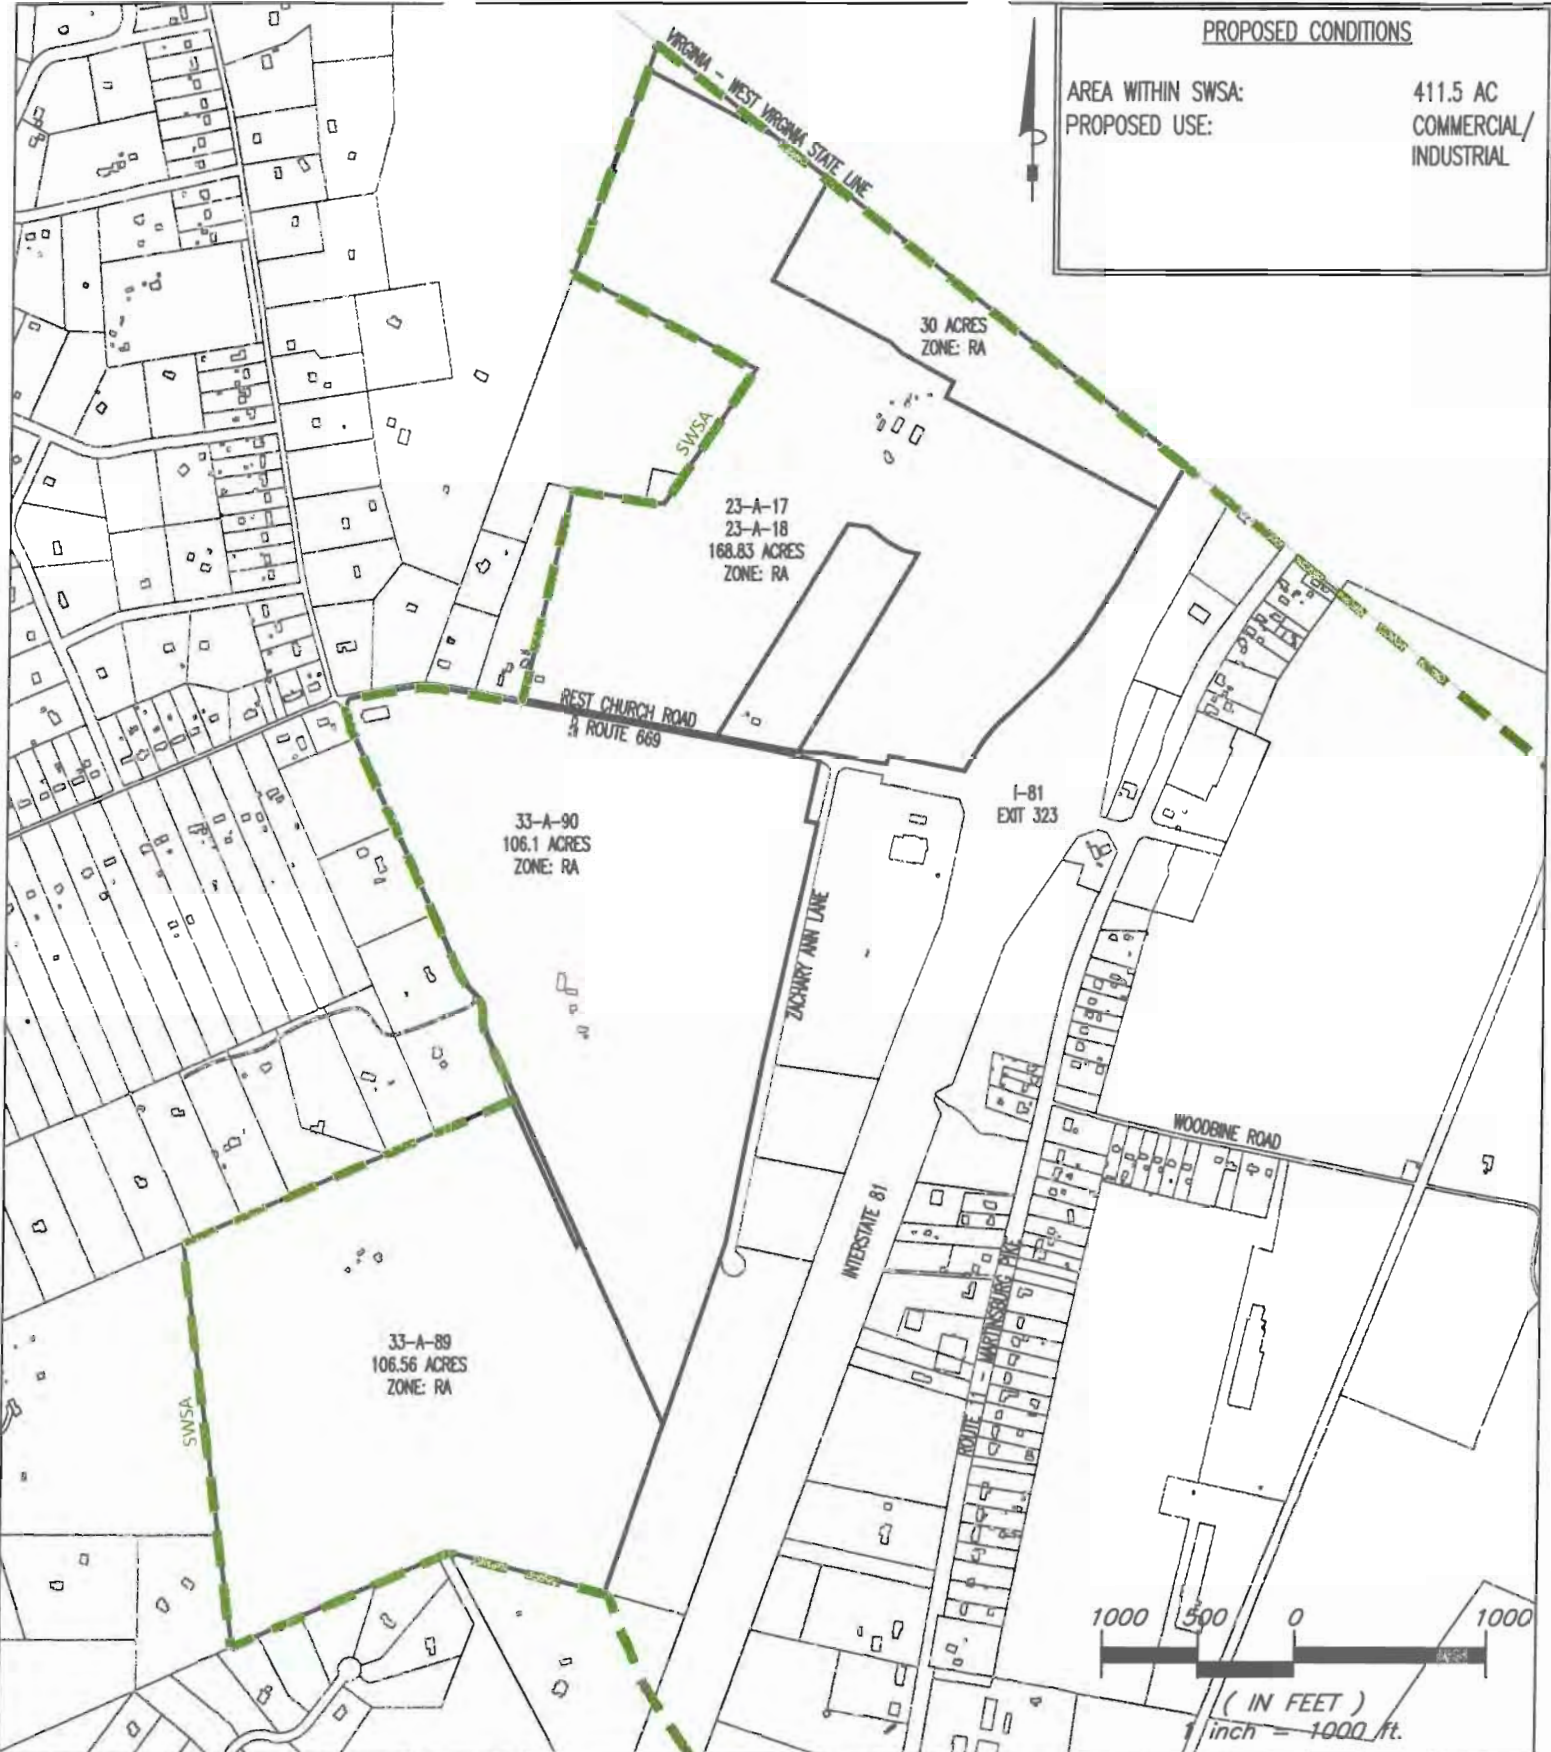 PROPOSED CONDITIONS
AREA WITHIN SWSA: 411.5 AC
PROPOSED USE: COMMERCIAL/
INDUSTRIAL
VIRGINIA - WEST VIRGINIA STATE LINE
30 ACRES
ZONE: RA
SWSA
23-A-17
23-A-18
168.83 ACRES
ZONE: RA
REST CHURCH ROAD
ROUTE 669
I-81
EXIT 323
33-A-90
106.1 ACRES
ZONE: RA
ZACHARY ANN LANE
WOODBINE ROAD
INTERSTATE 81
ROUTE 11 - MARTINSBURG PIKE
33-A-89
106.56 ACRES
ZONE: RA
SWSA
1000 500 0 1000
( IN FEET )
1 inch = 1000 ft.